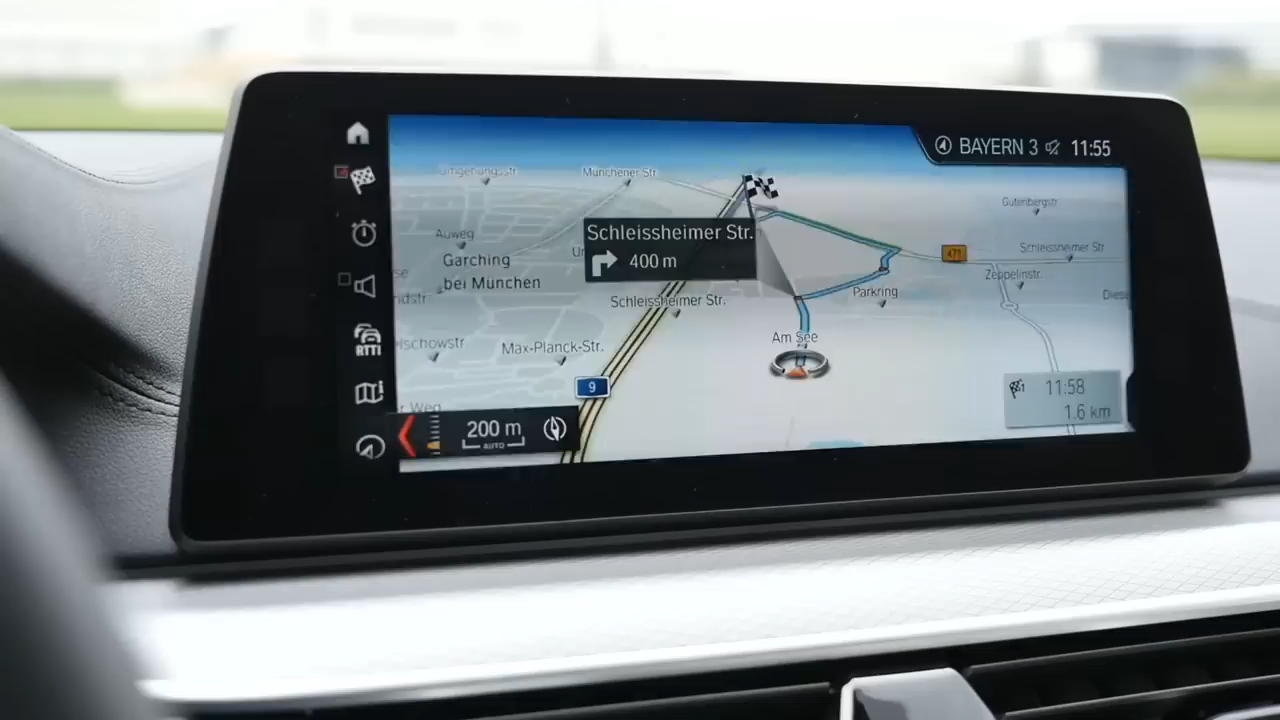 BAYERN 3 11:55
Umgehungsstr.
Münchener Str.
Gutenbergstr.
Schleissheimer Str.
400 m
Auweg
Garching
bei München
471
Schleissheimer Str.
Zeppelinstr.
Parkring
Schleissheimer Str.
Am See
Max-Planck-Str.
RTTI
9
11:58
1.6 km
200 m
AUTO